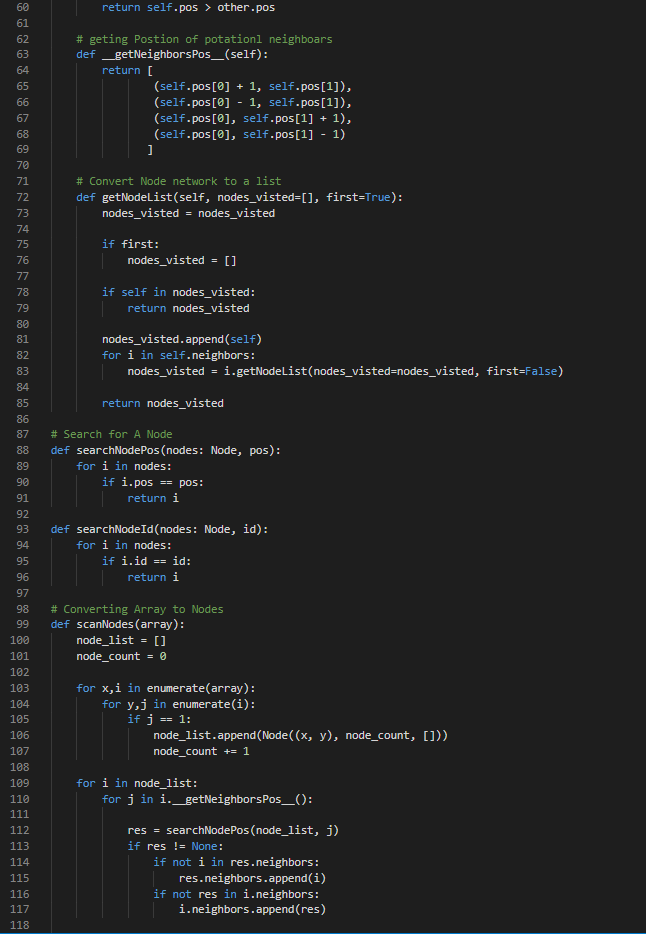 60 return self.pos > other.pos
61
62 # geting Postion of potationl neighboars
63 def __getNeighborsPos__(self):
64 return [
65 (self.pos[0] + 1, self.pos[1]),
66 (self.pos[0] - 1, self.pos[1]),
67 (self.pos[0], self.pos[1] + 1),
68 (self.pos[0], self.pos[1] - 1)
69 ]
70
71 # Convert Node network to a list
72 def getNodeList(self, nodes_visted=[], first=True):
73 nodes_visted = nodes_visted
74
75 if first:
76 nodes_visted = []
77
78 if self in nodes_visted:
79 return nodes_visted
80
81 nodes_visted.append(self)
82 for i in self.neighbors:
83 nodes_visted = i.getNodeList(nodes_visted=nodes_visted, first=False)
84
85 return nodes_visted
86
87 # Search for A Node
88 def searchNodePos(nodes: Node, pos):
89 for i in nodes:
90 if i.pos == pos:
91 return i
92
93 def searchNodeId(nodes: Node, id):
94 for i in nodes:
95 if i.id == id:
96 return i
97
98 # Converting Array to Nodes
99 def scanNodes(array):
100 node_list = []
101 node_count = 0
102
103 for x,i in enumerate(array):
104 for y,j in enumerate(i):
105 if j == 1:
106 node_list.append(Node((x, y), node_count, []))
107 node_count += 1
108
109 for i in node_list:
110 for j in i.__getNeighborsPos__():
111
112 res = searchNodePos(node_list, j)
113 if res != None:
114 if not i in res.neighbors:
115 res.neighbors.append(i)
116 if not res in i.neighbors:
117 i.neighbors.append(res)
118